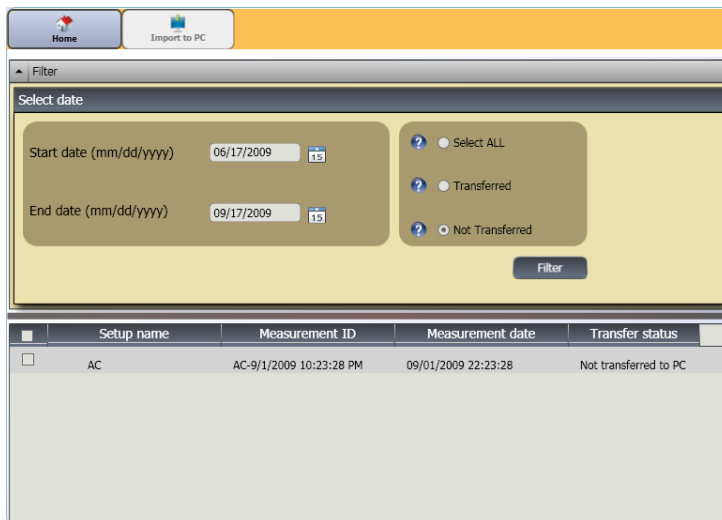 Home Import to PC
Filter
Select date
Start date (mm/dd/yyyy) 06/17/2009 15
End date (mm/dd/yyyy) 09/17/2009 15
? Select ALL
? Transferred
? Not Transferred
Filter
Setup name Measurement ID Measurement date Transfer status
AC AC-9/1/2009 10:23:28 PM 09/01/2009 22:23:28 Not transferred to PC